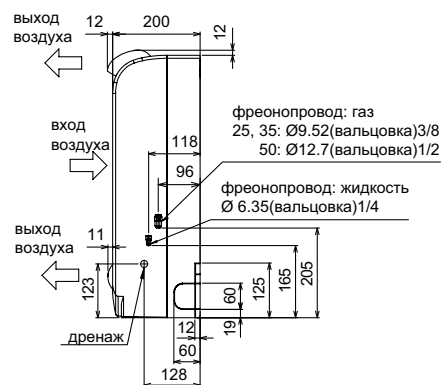 выход
воздуха
12
200
12
вход
воздуха
118
96
фреонопровод: газ
25, 35: Ø9.52(вальцовка)3/8
50: Ø12.7(вальцовка)1/2
фреонопровод: жидкость
Ø 6.35(вальцовка)1/4
выход
воздуха
11
123
дренаж
60
125
165
205
12
19
60
128